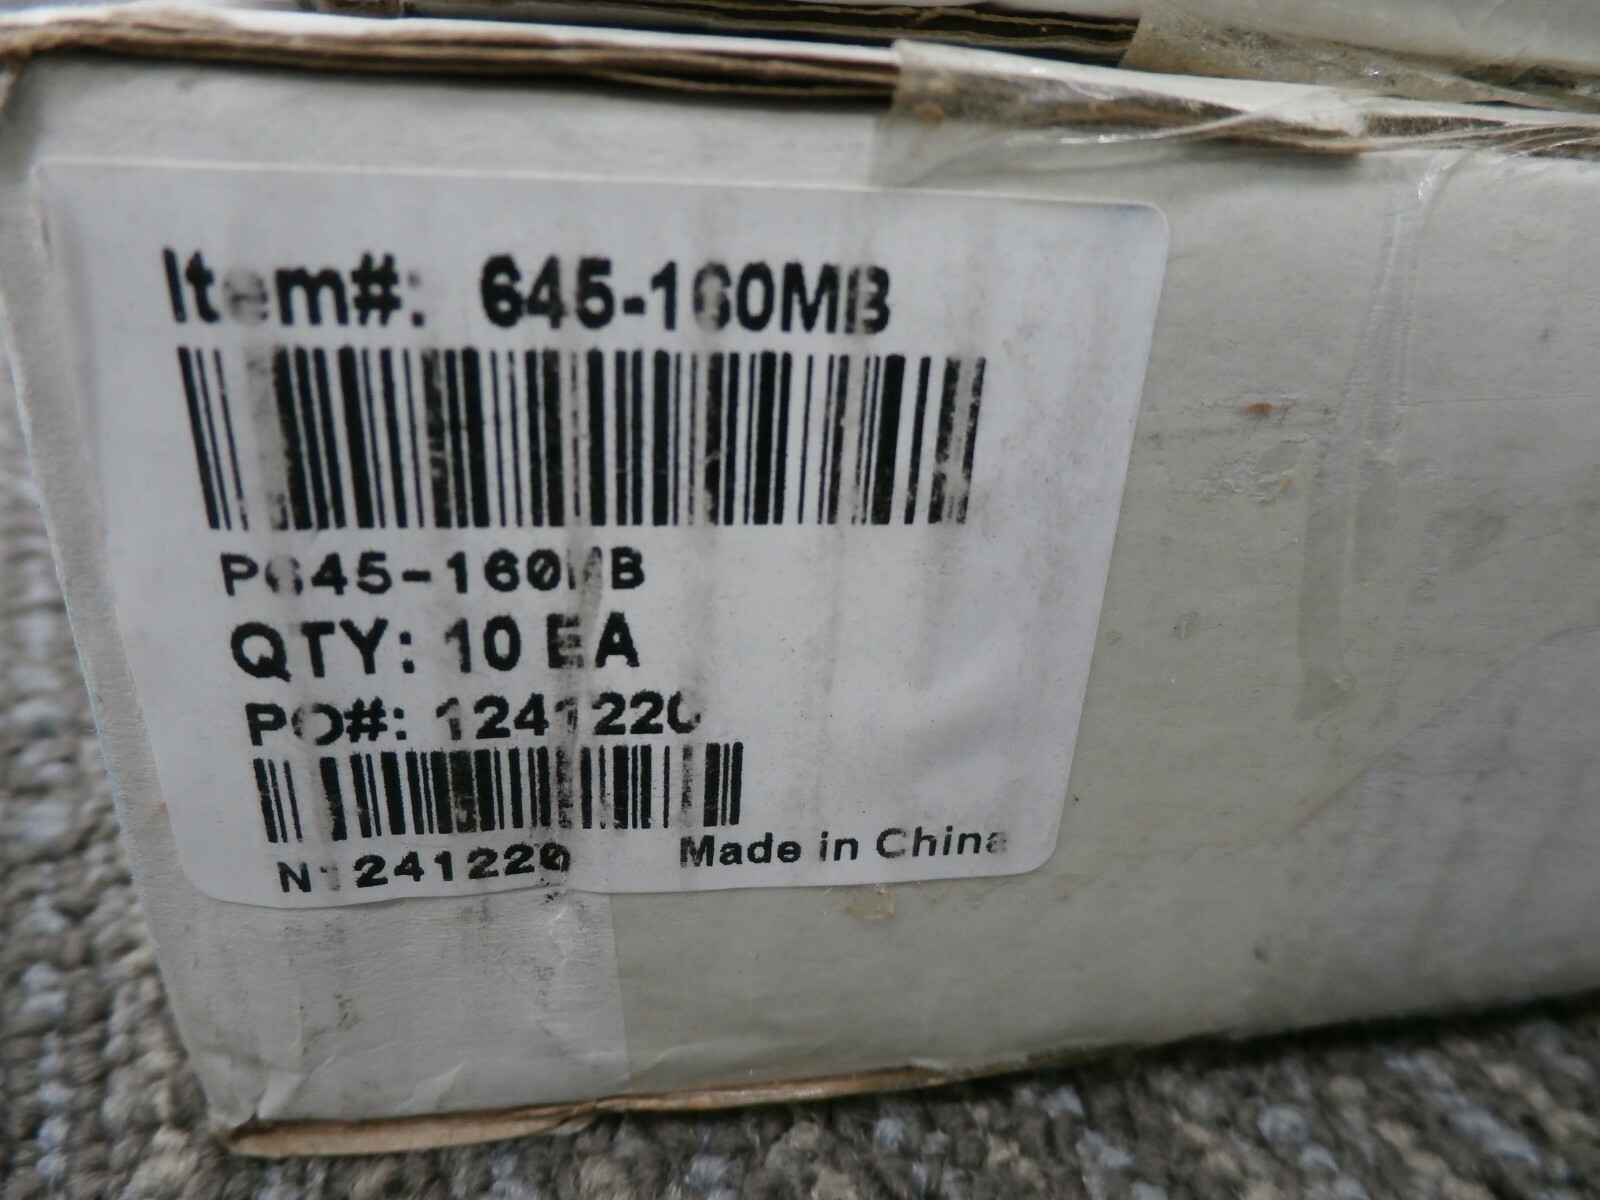 Item#: 645-160MB
P645-160MB
QTY: 10 EA
PO#: 1241220
N1241220
Made in China